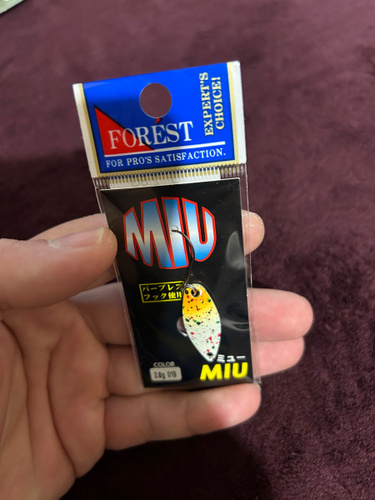 FOREST
EXPERT'S
CHOICE!
FOR PRO'S SATISFACTION.
MIU
バーブレス
フック使用
COLOR
2.8g 019
ミュー
MIU